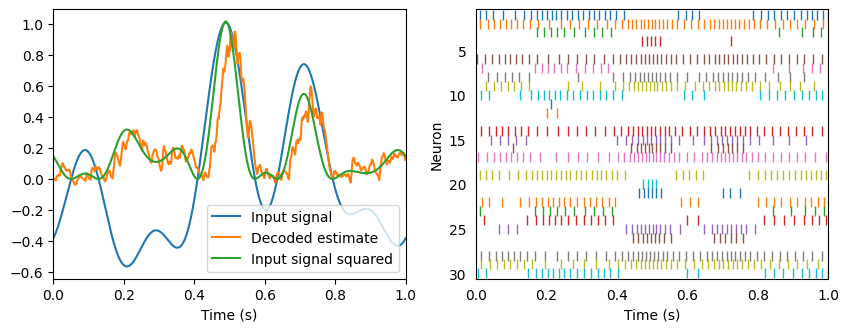 1.0
0.8
0.6
0.4
0.2
0.0
−0.2
−0.4
−0.6
0.0 0.2 0.4 0.6 0.8 1.0
Time (s)
Input signal
Decoded estimate
Input signal squared
Neuron
5
10
15
20
25
30
0.0 0.2 0.4 0.6 0.8 1.0
Time (s)